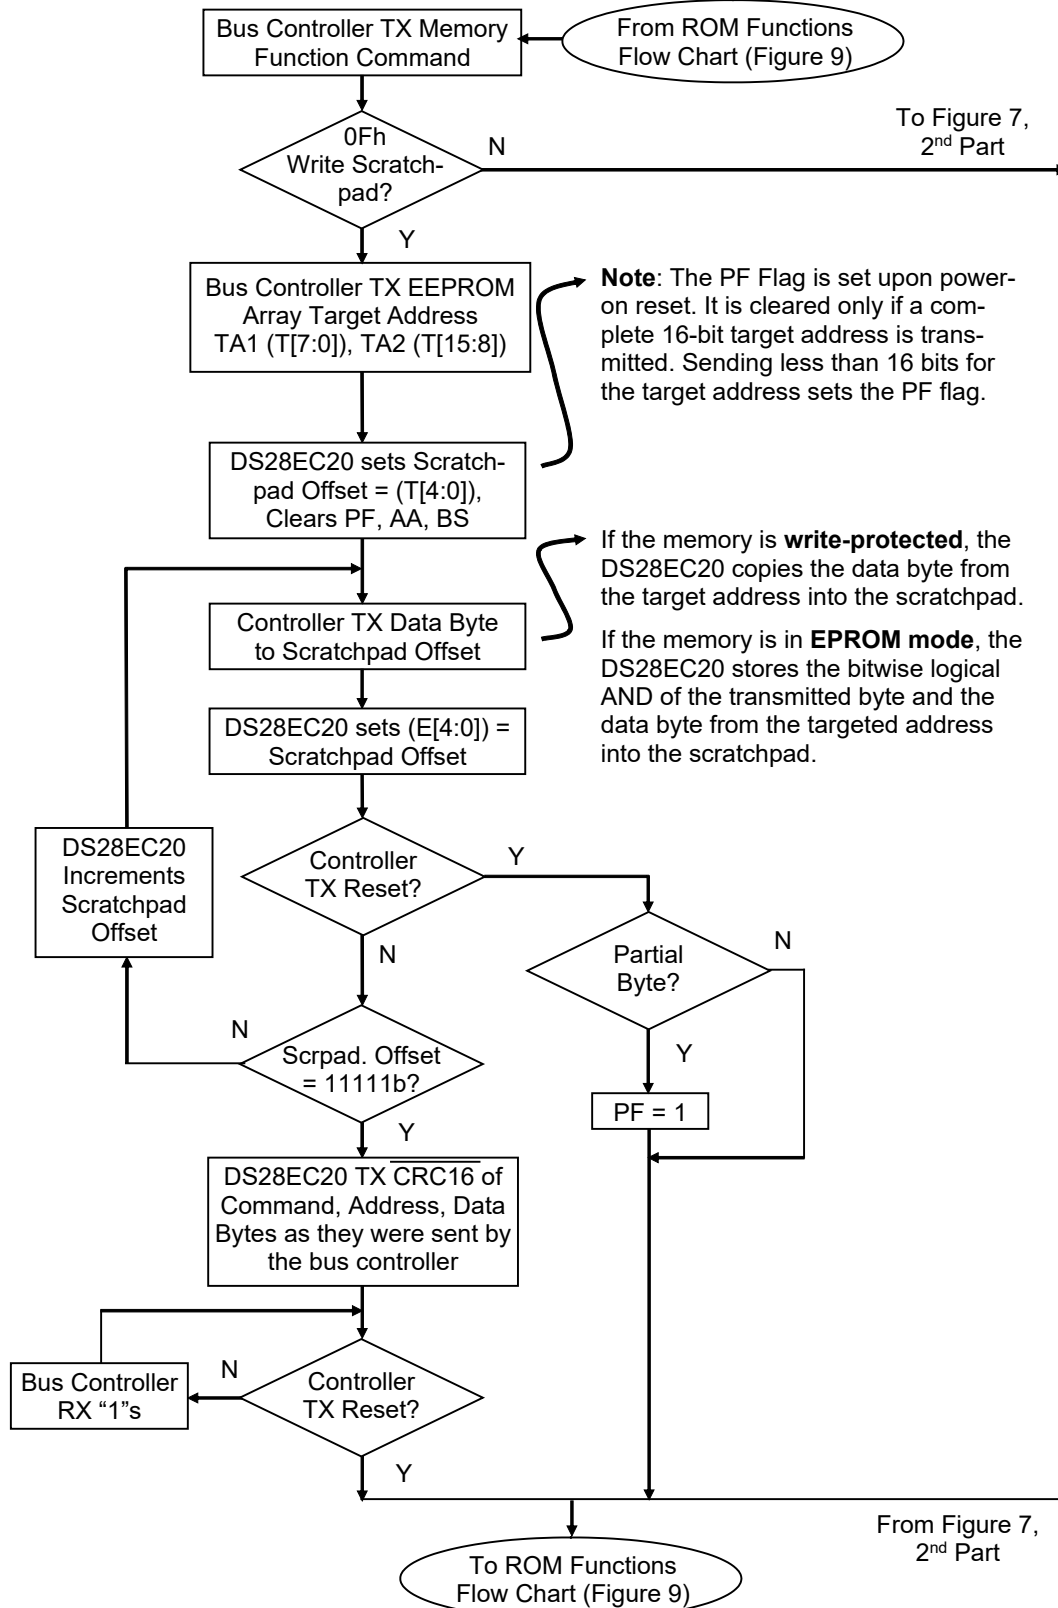 Bus Controller TX Memory
Function Command
From ROM Functions
Flow Chart (Figure 9)
To Figure 7,
2nd Part
0Fh
Write Scratch-
pad?
N
Y
Bus Controller TX EEPROM
Array Target Address
TA1 (T[7:0]), TA2 (T[15:8])
Note: The PF Flag is set upon power-
on reset. It is cleared only if a com-
plete 16-bit target address is trans-
mitted. Sending less than 16 bits for
the target address sets the PF flag.
DS28EC20 sets Scratch-
pad Offset = (T[4:0]),
Clears PF, AA, BS
If the memory is write-protected, the
DS28EC20 copies the data byte from
the target address into the scratchpad.
If the memory is in EPROM mode, the
DS28EC20 stores the bitwise logical
AND of the transmitted byte and the
data byte from the targeted address
into the scratchpad.
Controller TX Data Byte
to Scratchpad Offset
DS28EC20 sets (E[4:0]) =
Scratchpad Offset
DS28EC20
Increments
Scratchpad
Offset
Controller
TX Reset?
Y
N
Partial
Byte?
N
Y
PF = 1
Scrpad. Offset
= 11111b?
N
Y
DS28EC20 TX CRC16 of
Command, Address, Data
Bytes as they were sent by
the bus controller
Bus Controller
RX “1”s
N
Controller
TX Reset?
Y
From Figure 7,
2nd Part
To ROM Functions
Flow Chart (Figure 9)